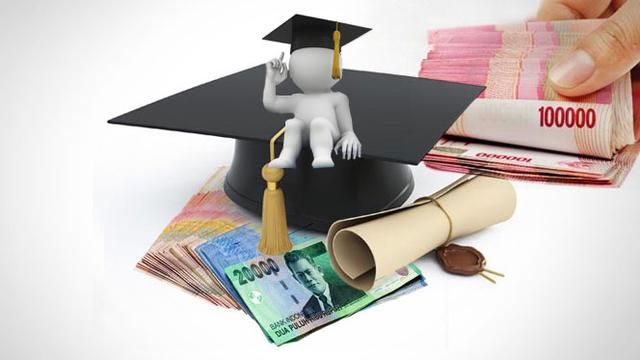 100000
100000
20000
BANK INDONESIA
DUA PULUH RIBU RUPIAH